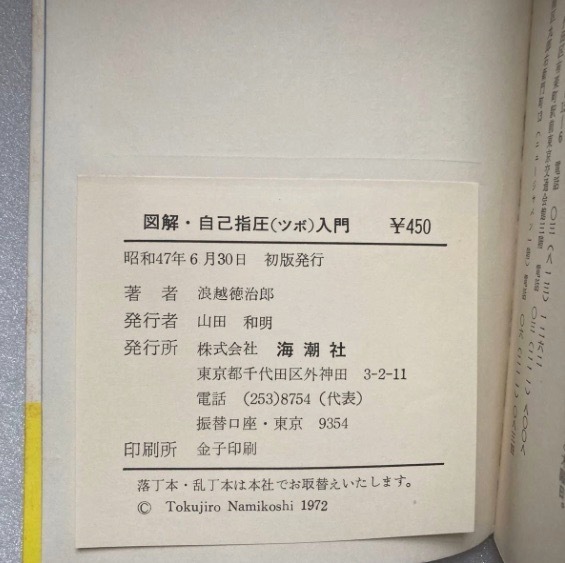 図解・自己指圧(ツボ)入門 ￥450
昭和47年6月30日 初版発行
著者 浪越徳治郎
発行者 山田 和明
発行所 株式会社 海潮社
東京都千代田区外神田 3-2-11
電話 (253)8754(代表)
振替口座・東京 9354
印刷所 金子印刷
落丁本・乱丁本は本社でお取替えいたします。
© Tokujiro Namikoshi 1972